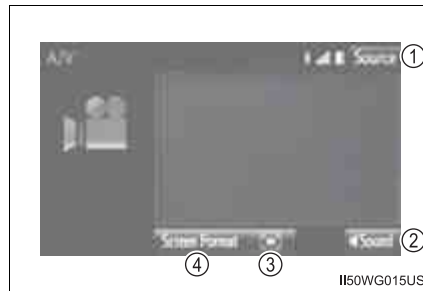 A/V Source ①
Screen Format ◀Sound ②
④ ③
II50WG015US